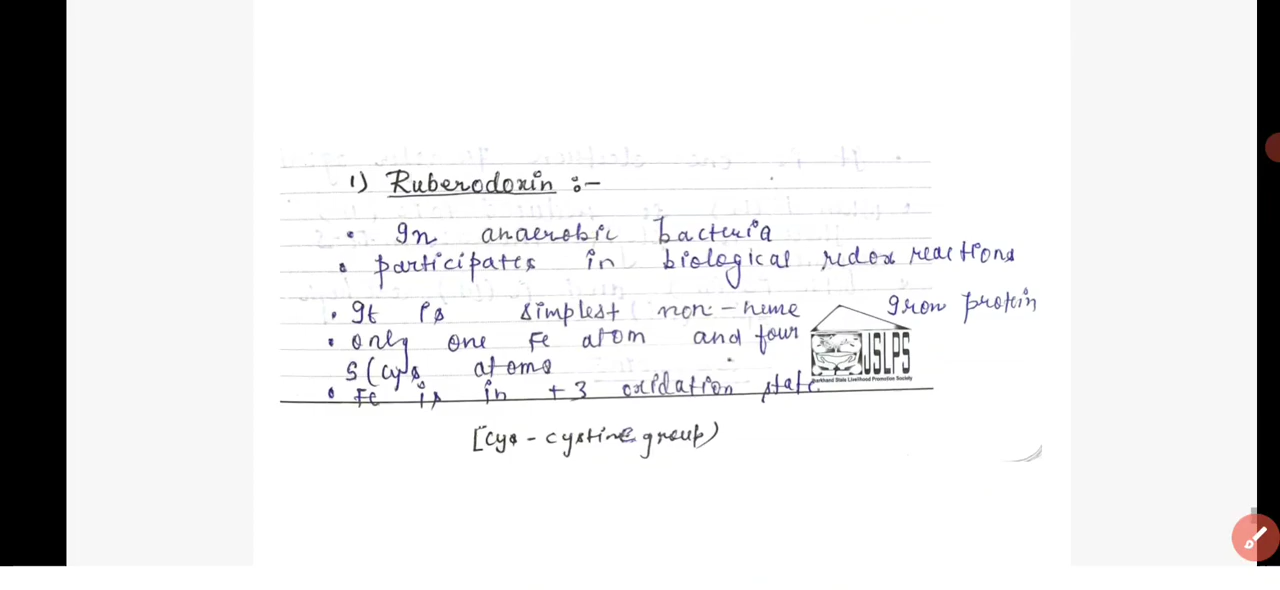 1) Ruberodoxin :-
• In anaerobic bacteria
• participates in biological redox reactions
• It is simplest non-heme iron protein
• only one Fe atom and four
S(cys atoms
• Fe is in +3 oxidation state
[cys - cystine group)
JSLPS
Jharkhand State Livelihood Promotion Society